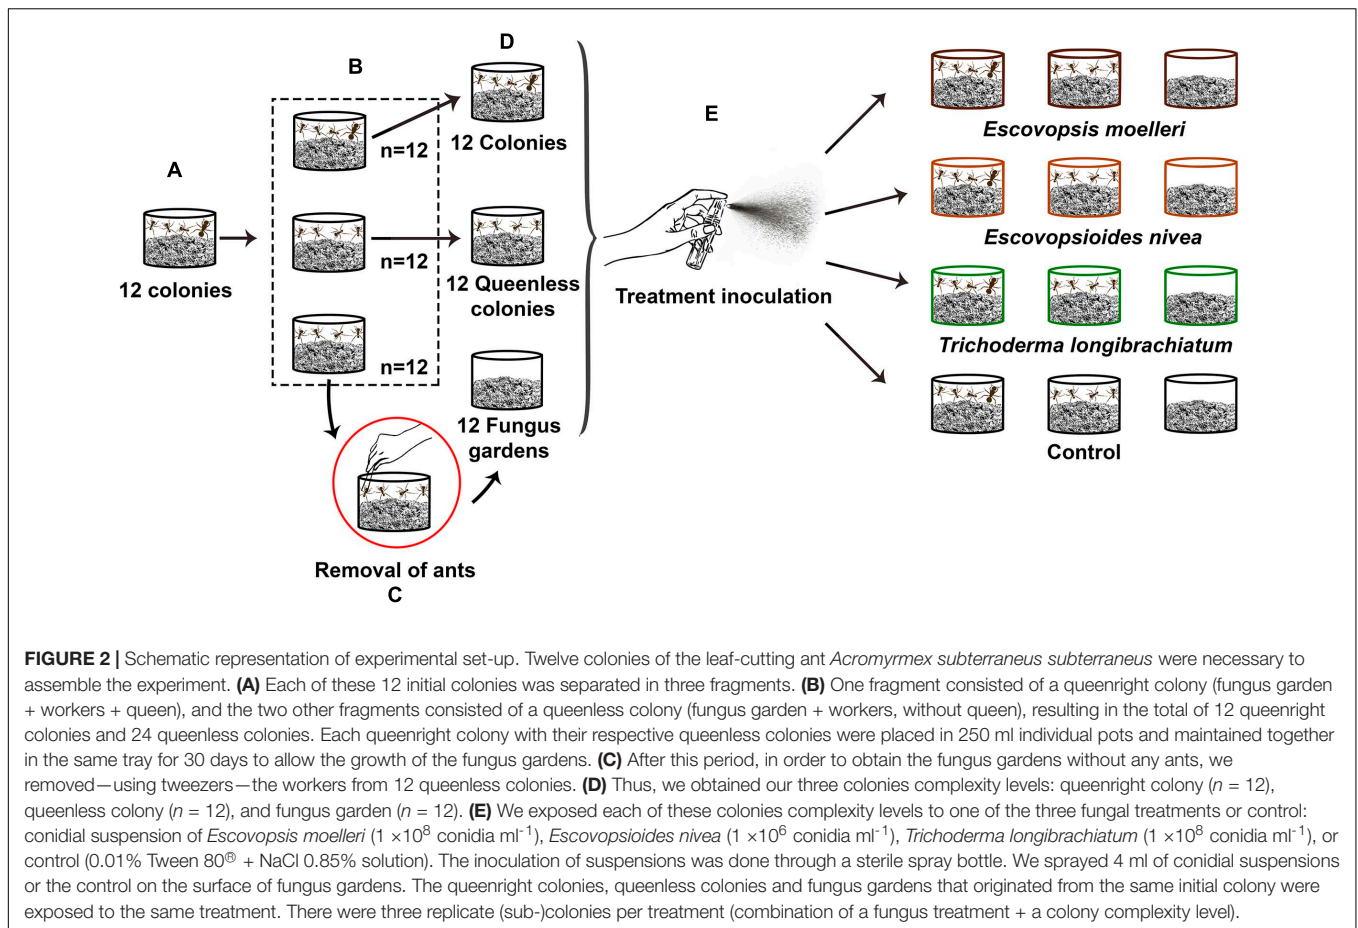 D
B
n=12
12 Colonies
A
n=12
12 colonies
12 Queenless
colonies
n=12
12 Fungus
gardens
Removal of ants
C
E
Treatment inoculation
Escovopsis moelleri
Escovopsioides nivea
Trichoderma longibrachiatum
Control
FIGURE 2 | Schematic representation of experimental set-up. Twelve colonies of the leaf-cutting ant Acromyrmex subterraneus subterraneus were necessary to
assemble the experiment. (A) Each of these 12 initial colonies was separated in three fragments. (B) One fragment consisted of a queenright colony (fungus garden
+ workers + queen), and the two other fragments consisted of a queenless colony (fungus garden + workers, without queen), resulting in the total of 12 queenright
colonies and 24 queenless colonies. Each queenright colony with their respective queenless colonies were placed in 250 ml individual pots and maintained together
in the same tray for 30 days to allow the growth of the fungus gardens. (C) After this period, in order to obtain the fungus gardens without any ants, we
removed—using tweezers—the workers from 12 queenless colonies. (D) Thus, we obtained our three colonies complexity levels: queenright colony (n = 12),
queenless colony (n = 12), and fungus garden (n = 12). (E) We exposed each of these colonies complexity levels to one of the three fungal treatments or control:
conidial suspension of Escovopsis moelleri (1 ×10⁸ conidia ml⁻¹), Escovopsioides nivea (1 ×10⁶ conidia ml⁻¹), Trichoderma longibrachiatum (1 ×10⁸ conidia ml⁻¹), or
control (0.01% Tween 80® + NaCl 0.85% solution). The inoculation of suspensions was done through a sterile spray bottle. We sprayed 4 ml of conidial suspensions
or the control on the surface of fungus gardens. The queenright colonies, queenless colonies and fungus gardens that originated from the same initial colony were
exposed to the same treatment. There were three replicate (sub-)colonies per treatment (combination of a fungus treatment + a colony complexity level).